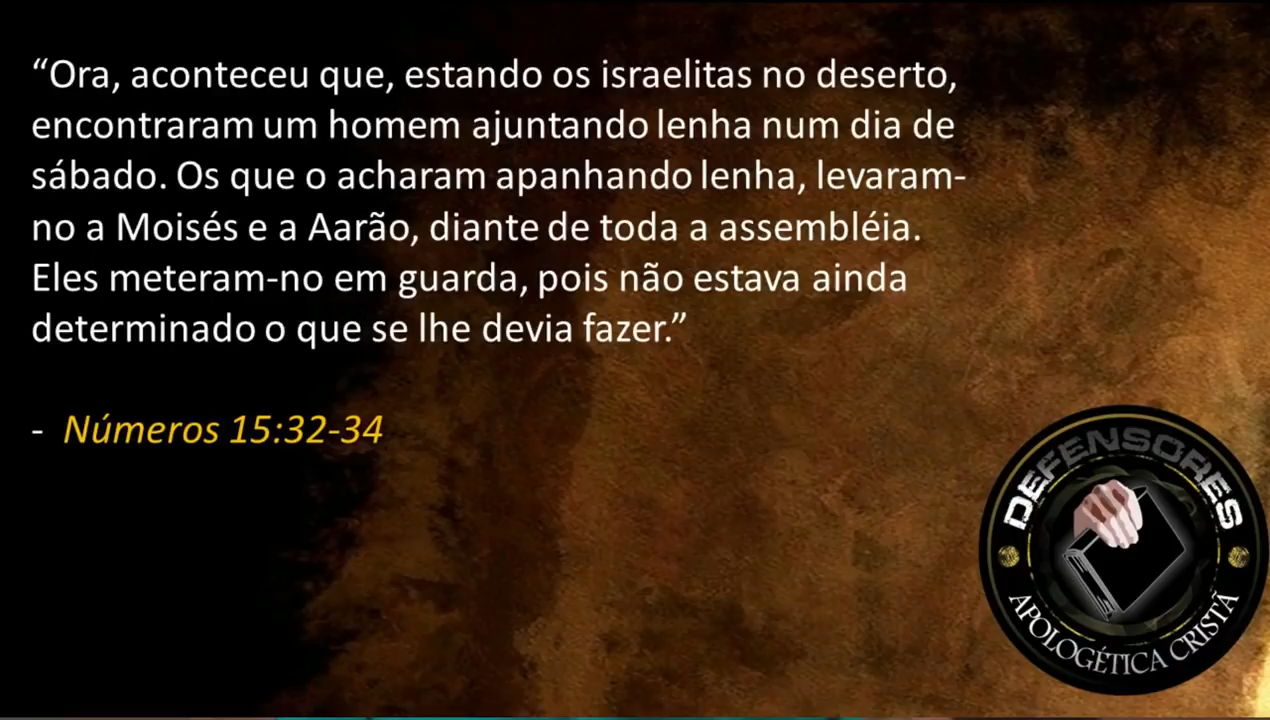 “Ora, aconteceu que, estando os israelitas no deserto,
encontraram um homem ajuntando lenha num dia de
sábado. Os que o acharam apanhando lenha, levaram-
no a Moisés e a Aarão, diante de toda a assembléia.
Eles meteram-no em guarda, pois não estava ainda
determinado o que se lhe devia fazer.”
- Números 15:32-34
DEFENSORES
APOLOGÉTICA CRISTÃ